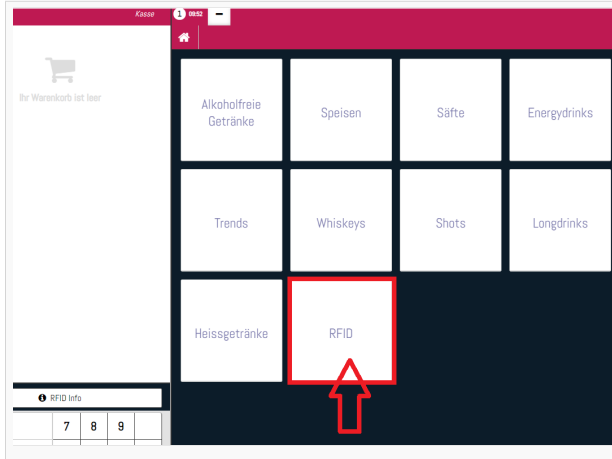 Kasse
1 09:52
Ihr Warenkorb ist leer
Alkoholfreie
Getränke
Speisen
Säfte
Energydrinks
Trends
Whiskeys
Shots
Longdrinks
Heissgetränke
RFID
RFID Info
7 8 9